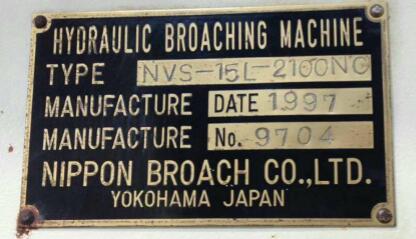 HYDRAULIC BROACHING MACHINE
TYPE NVS-15L-2100NC
MANUFACTURE DATE 1997
MANUFACTURE No. 9704
NIPPON BROACH CO.,LTD.
YOKOHAMA JAPAN